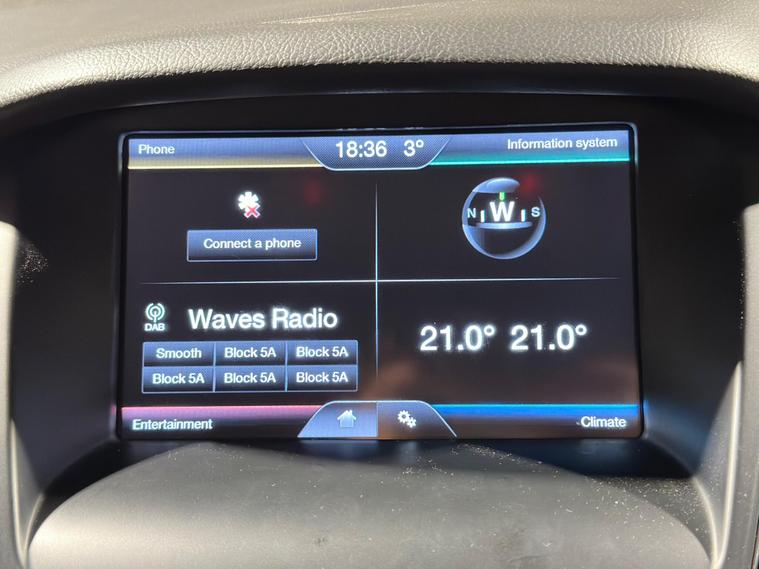 Phone
18:36 3°
Information system
Connect a phone
N W S
DAB
Waves Radio
Smooth Block 5A Block 5A
Block 5A Block 5A Block 5A
21.0° 21.0°
Entertainment
Climate